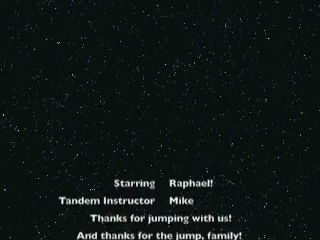 Starring Raphael!
Tandem Instructor Mike
Thanks for jumping with us!
And thanks for the jump, family!